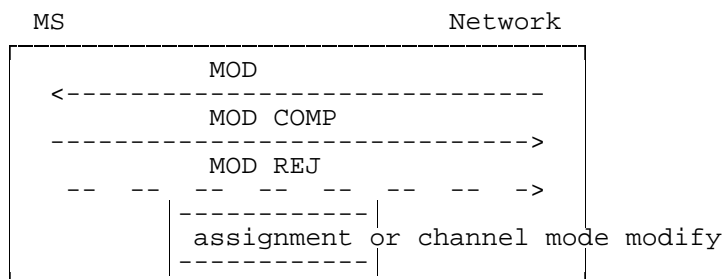 MS Network
MOD
<------------------------------
MOD COMP
------------------------------>
MOD REJ
-- -- -- -- -- -- -- ->
------------
assignment or channel mode modify
------------